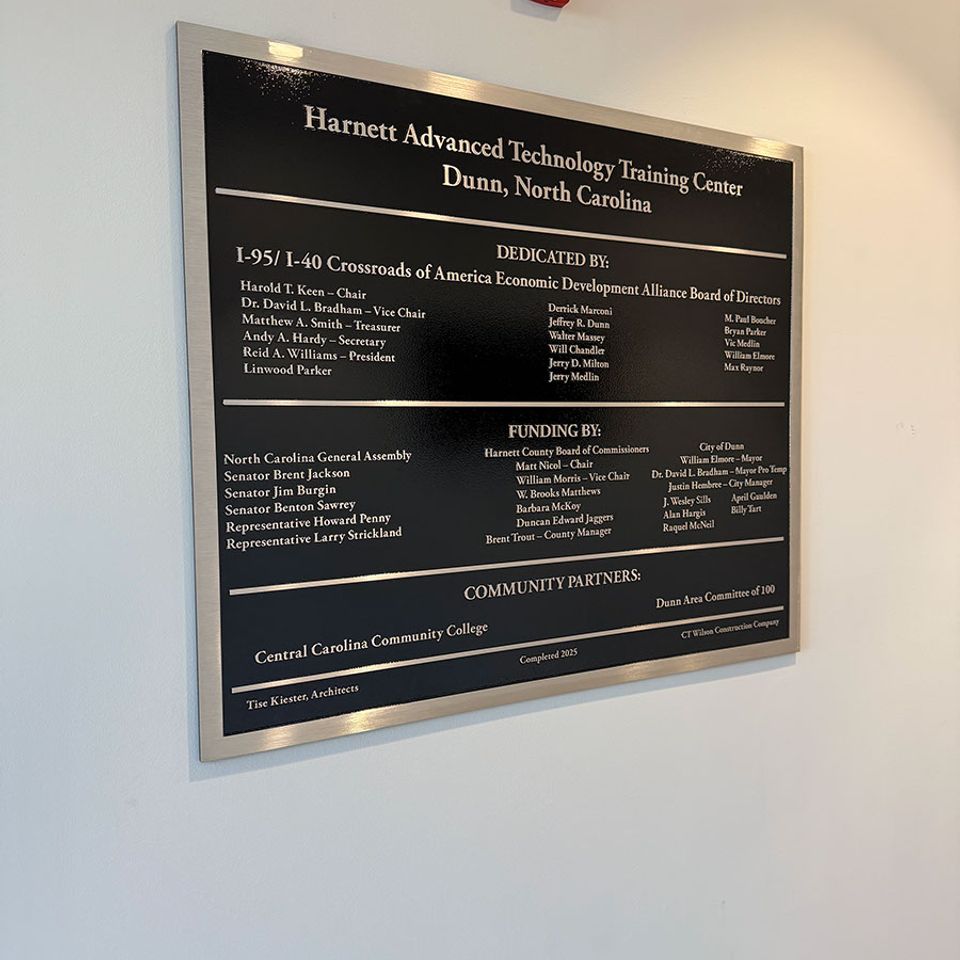 Harnett Advanced Technology Training Center
Dunn, North Carolina
DEDICATED BY:
I-95/ I-40 Crossroads of America Economic Development Alliance Board of Directors
Harold T. Keen – Chair
Dr. David L. Bradham – Vice Chair
Matthew A. Smith – Treasurer
Andy A. Hardy – Secretary
Reid A. Williams – President
Linwood Parker
Derrick Marconi
Jeffrey R. Dunn
Walter Massey
Will Chandler
Jerry D. Milton
Jerry Medlin
M. Paul Boucher
Bryan Parker
Vic Medlin
William Elmore
Max Raynor
FUNDING BY:
North Carolina General Assembly
Senator Brent Jackson
Senator Jim Burgin
Senator Benton Sawrey
Representative Howard Penny
Representative Larry Strickland
Harnett County Board of Commissioners
Matt Nicol – Chair
William Morris – Vice Chair
W. Brooks Matthews
Barbara McKoy
Duncan Edward Jaggers
Brent Trout – County Manager
City of Dunn
William Elmore – Mayor
Dr. David L. Bradham – Mayor Pro Temp
Justin Hembree – City Manager
J. Wesley Sills
Alan Hargis
Raquel McNeil
April Gaulden
Billy Tart
COMMUNITY PARTNERS:
Central Carolina Community College
Dunn Area Committee of 100
Tise Kiester, Architects
Completed 2025
CT Wilson Construction Company